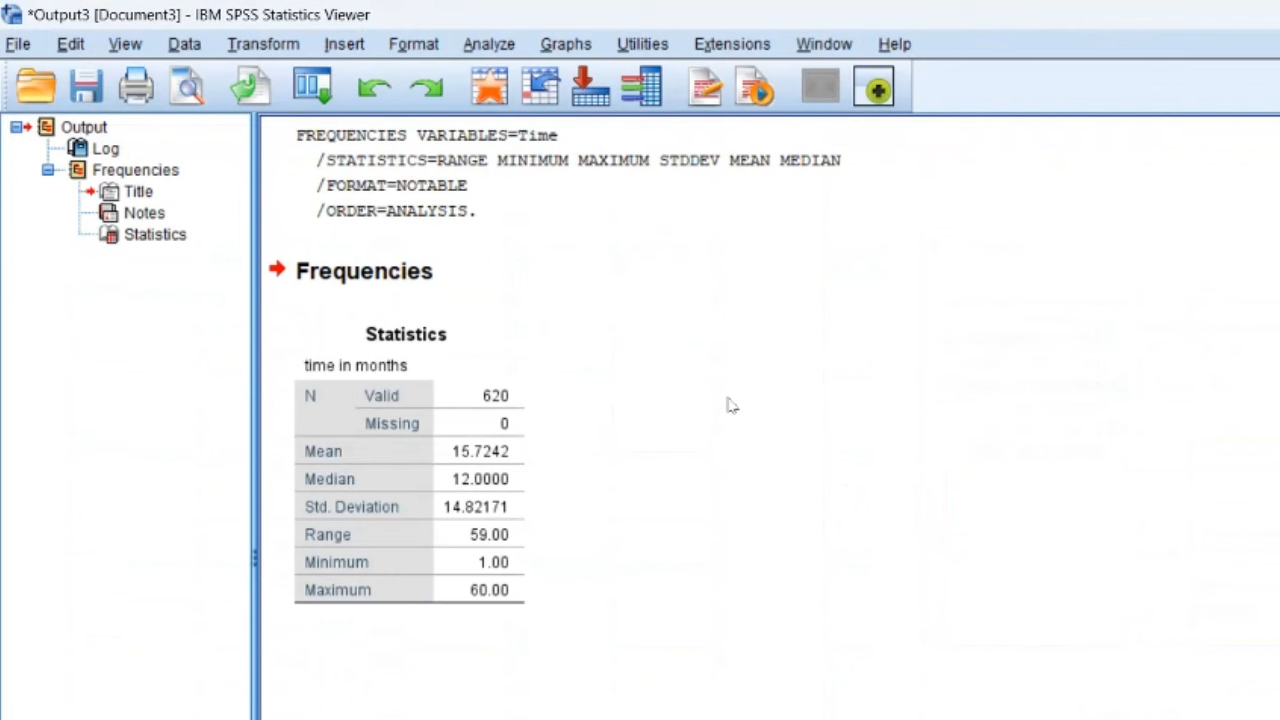 *Output3 [Document3] - IBM SPSS Statistics Viewer
File Edit View Data Transform Insert Format Analyze Graphs Utilities Extensions Window Help
Output
Log
Frequencies
Title
Notes
Statistics
FREQUENCIES VARIABLES=Time
/STATISTICS=RANGE MINIMUM MAXIMUM STDDEV MEAN MEDIAN
/FORMAT=NOTABLE
/ORDER=ANALYSIS.
Frequencies
Statistics
time in months
N Valid 620
Missing 0
Mean 15.7242
Median 12.0000
Std. Deviation 14.82171
Range 59.00
Minimum 1.00
Maximum 60.00